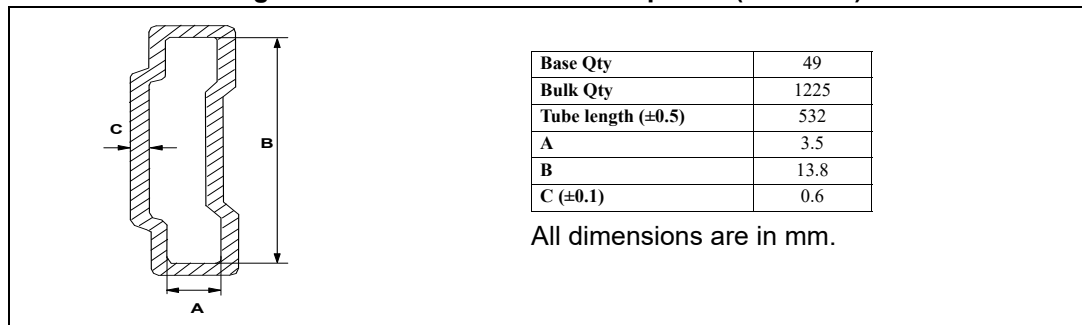 C
B
A
Base Qty 49
Bulk Qty 1225
Tube length (±0.5) 532
A 3.5
B 13.8
C (±0.1) 0.6
All dimensions are in mm.